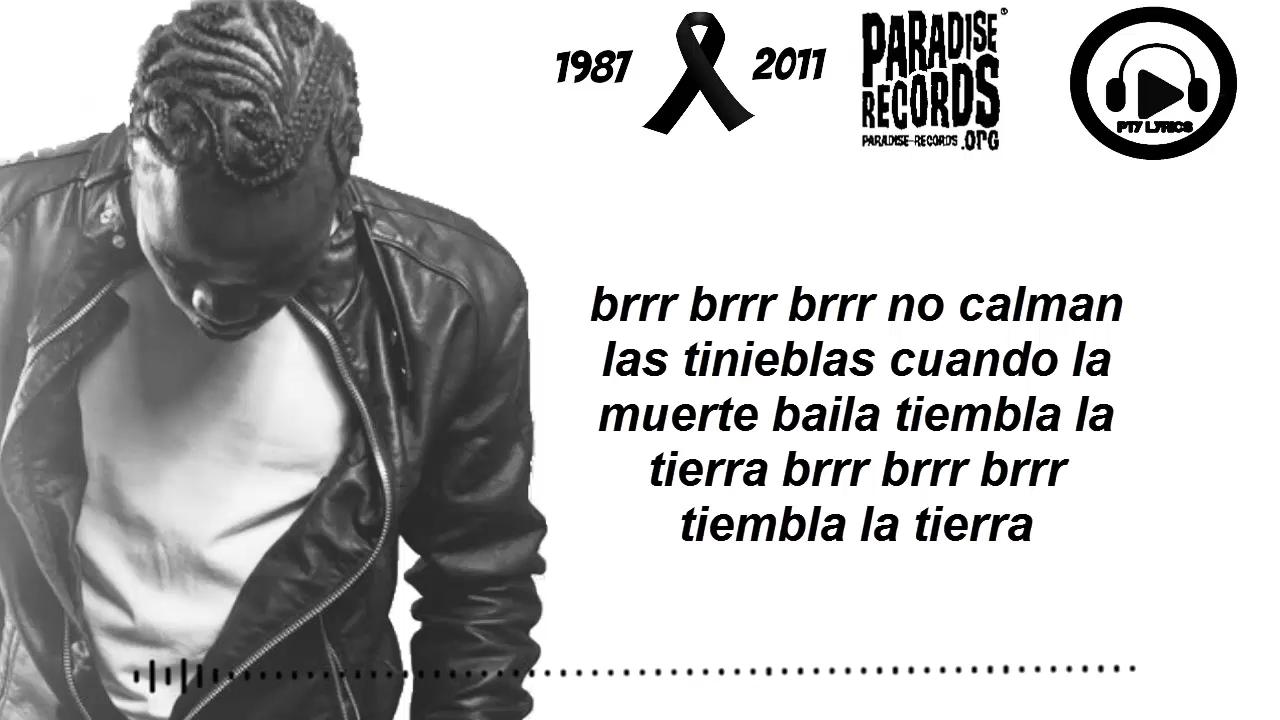 1987
2011
PARADISE
RECORDS
PARADISE-RECORDS.org
PTY LYRICS
brrr brrr brrr no calman
las tinieblas cuando la
muerte baila tiembla la
tierra brrr brrr brrr
tiembla la tierra